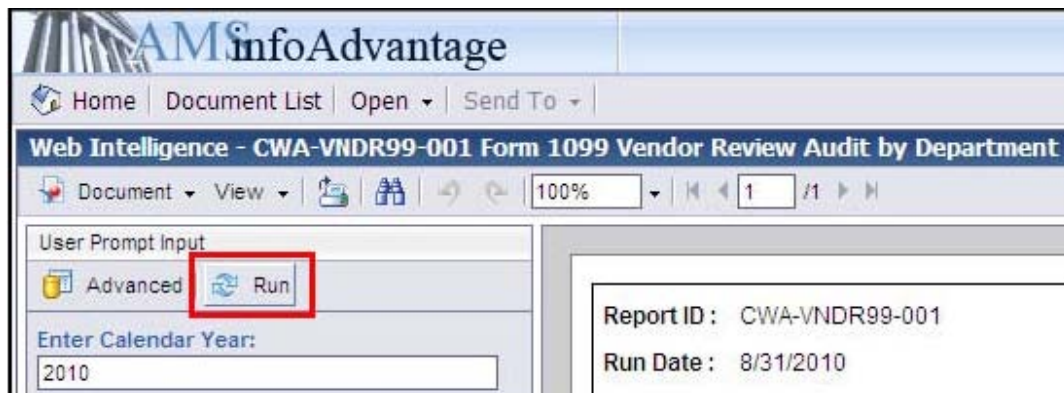 AMS infoAdvantage
Home Document List Open Send To
Web Intelligence - CWA-VNDR99-001 Form 1099 Vendor Review Audit by Department
Document View 100% 1 /1
User Prompt Input
Advanced Run
Enter Calendar Year:
2010
Report ID : CWA-VNDR99-001
Run Date : 8/31/2010